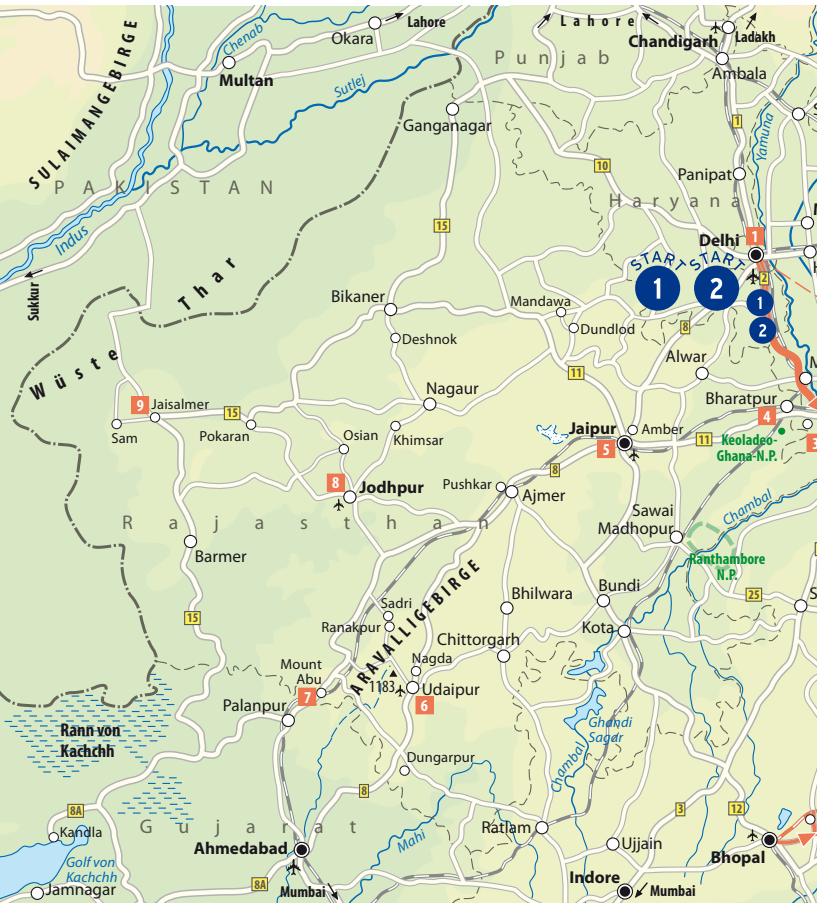 Lahore
Lahore
Okara
Chenab
Multan
Chandigarh
Ladakh
Ambala
Punjab
SULAIMANGEBIRGE
Sutlej
Ganganagar
1
Yamuna
10
Panipat
PAKISTAN
Haryana
Indus
15
Delhi
1
START
1
START
2
2
1
2
Sukkur
Wüste Thar
Bikaner
Mandawa
Dundlod
8
Deshnok
Alwar
11
Nagaur
Bharatpur
4
9
Jaisalmer
15
Sam
Pokaran
Osian
Khimsar
Jaipur
5
Amber
11
Keoladeo-
Ghana-N.P.
3
8
Jodhpur
8
Pushkar
Ajmer
Sawai
Madhopur
Chambal
Rajasthan
Barmer
Ranthambore
N.P.
25
15
ARAVALLIGEBIRGE
Sadri
Ranakpur
Bhilwara
Bundi
Kota
Chittorgarh
Mount
Abu
7
Nagda
1183
Udaipur
6
Palanpur
Rann von
Kachchh
Ghandi
Sagar
Chambal
Dungarpur
8
8A
3
12
Kandla
Gujarat
Mahi
Ratlam
Ahmedabad
Ujjain
Bhopal
Golf von
Kachchh
8A
Jamnagar
Mumbai
Indore
Mumbai